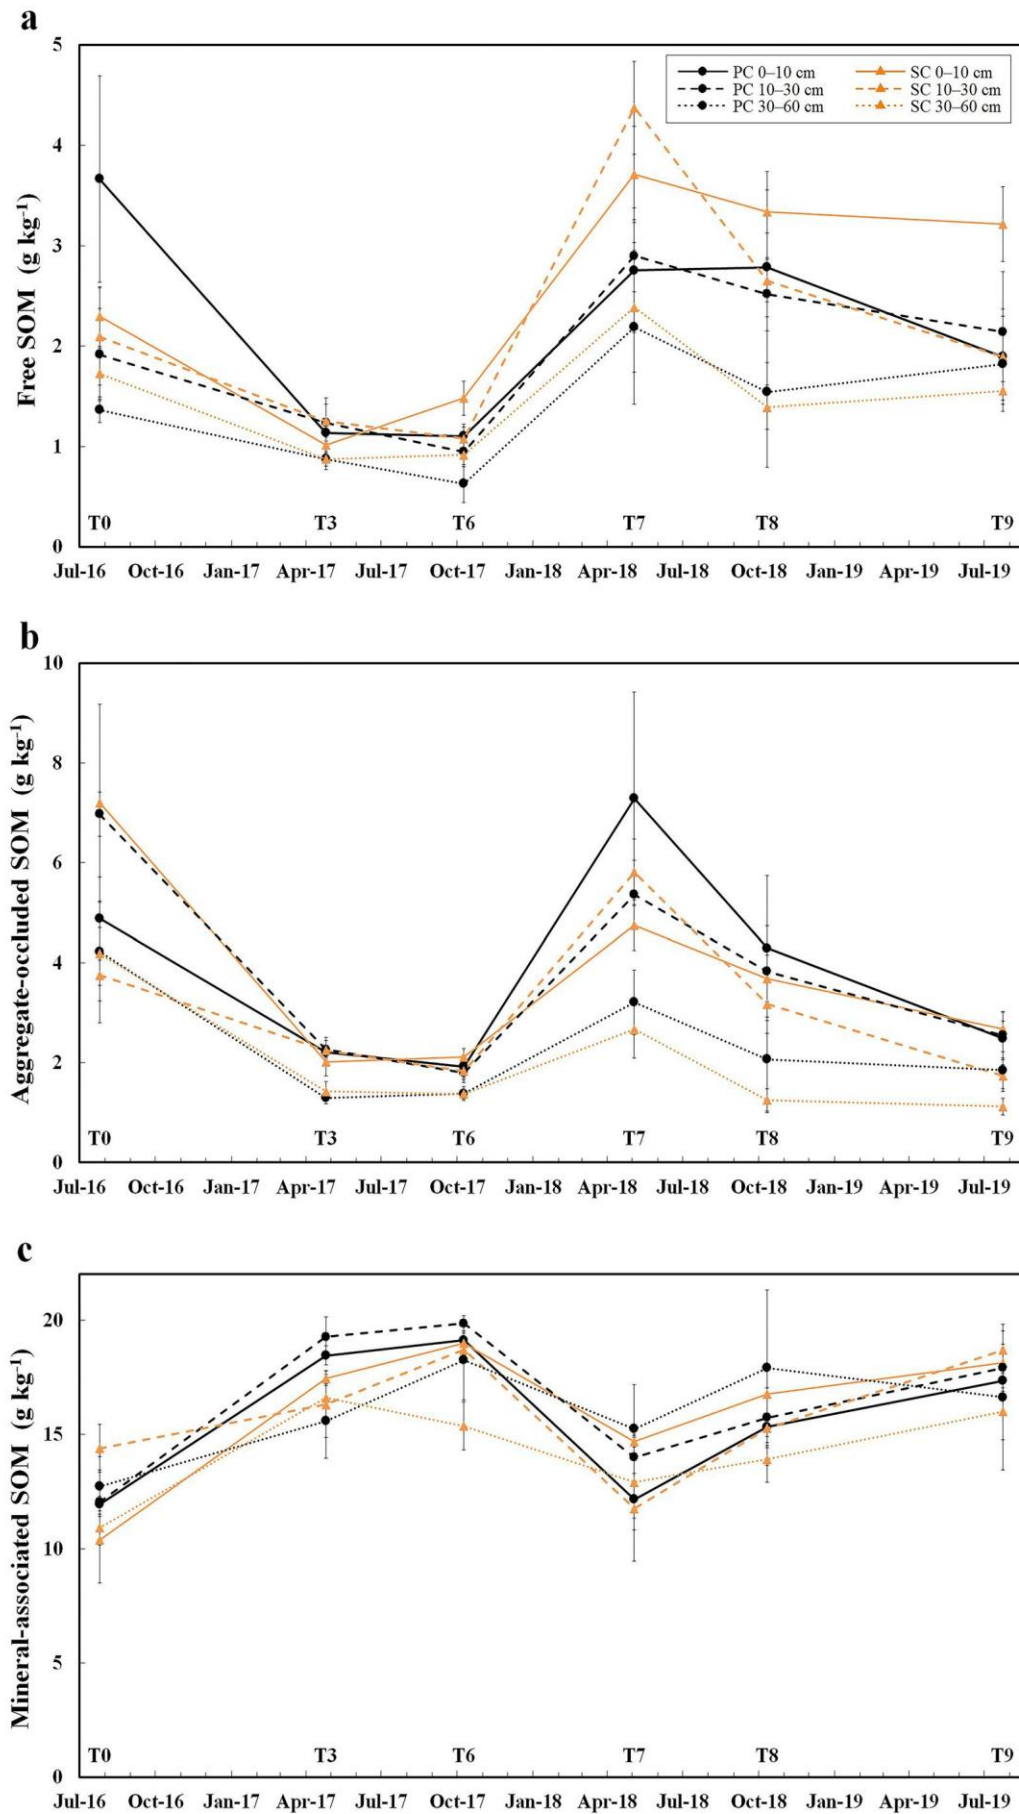 a
5
4
3
2
1
0
Free SOM (g kg⁻¹)
PC 0–10 cm SC 0–10 cm
PC 10–30 cm SC 10–30 cm
PC 30–60 cm SC 30–60 cm
T0 T3 T6 T7 T8 T9
Jul-16 Oct-16 Jan-17 Apr-17 Jul-17 Oct-17 Jan-18 Apr-18 Jul-18 Oct-18 Jan-19 Apr-19 Jul-19
b
10
8
6
4
2
0
Aggregate-occluded SOM (g kg⁻¹)
T0 T3 T6 T7 T8 T9
Jul-16 Oct-16 Jan-17 Apr-17 Jul-17 Oct-17 Jan-18 Apr-18 Jul-18 Oct-18 Jan-19 Apr-19 Jul-19
c
20
15
10
5
0
Mineral-associated SOM (g kg⁻¹)
T0 T3 T6 T7 T8 T9
Jul-16 Oct-16 Jan-17 Apr-17 Jul-17 Oct-17 Jan-18 Apr-18 Jul-18 Oct-18 Jan-19 Apr-19 Jul-19